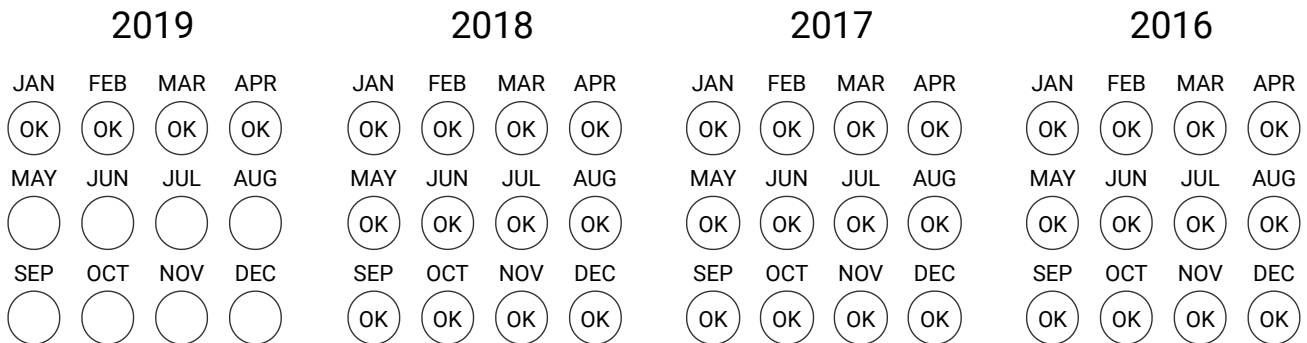 2019 2018 2017 2016
JAN FEB MAR APR JAN FEB MAR APR JAN FEB MAR APR JAN FEB MAR APR
OK OK OK OK OK OK OK OK OK OK OK OK OK OK OK OK
MAY JUN JUL AUG MAY JUN JUL AUG MAY JUN JUL AUG MAY JUN JUL AUG
OK OK OK OK OK OK OK OK OK OK OK OK
SEP OCT NOV DEC SEP OCT NOV DEC SEP OCT NOV DEC SEP OCT NOV DEC
OK OK OK OK OK OK OK OK OK OK OK OK